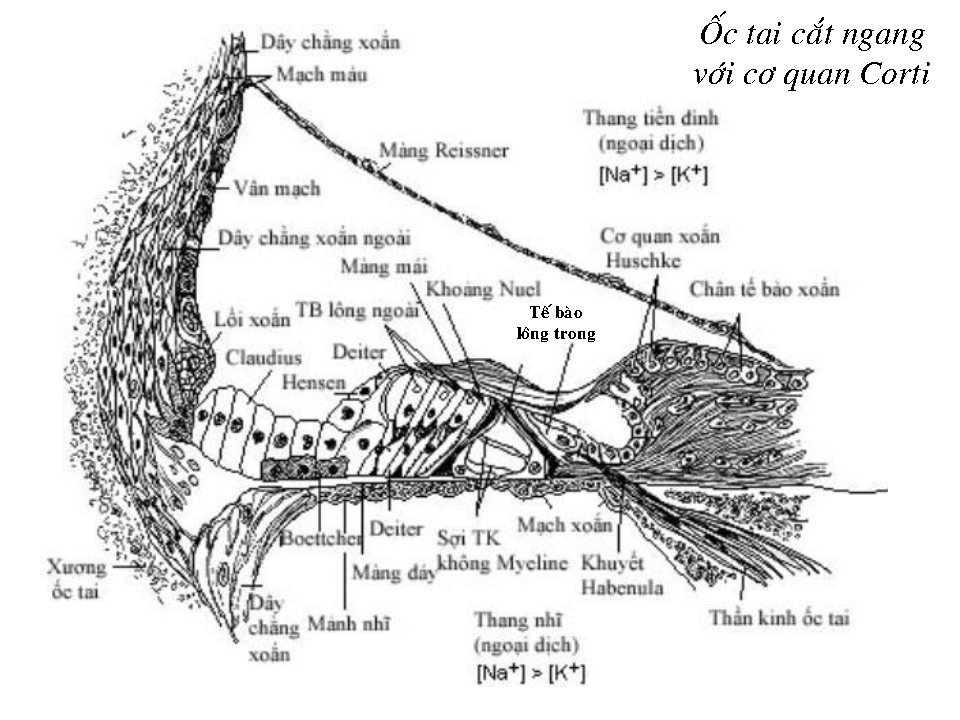 Ốc tai cắt ngang
với cơ quan Corti
Dây chằng xoắn
Mạch máu
Thang tiền đình
(ngoại dịch)
[Na+] > [K+]
Màng Reissner
Vân mạch
Dây chằng xoắn ngoài
Cơ quan xoắn
Huschke
Màng mái
Khoảng Nuel
Chân tế bào xoắn
TB lông ngoài
Tế bào
lông trong
Lồi xoắn
Claudius
Deiter
Hensen
Boettcher
Deiter
Sợi TK
không Myeline
Mạch xoắn
Xương
ốc tai
Màng đáy
Khuyết
Habenula
Dây
chằng
xoắn
Mảnh nhĩ
Thang nhĩ
(ngoại dịch)
[Na+] > [K+]
Thần kinh ốc tai